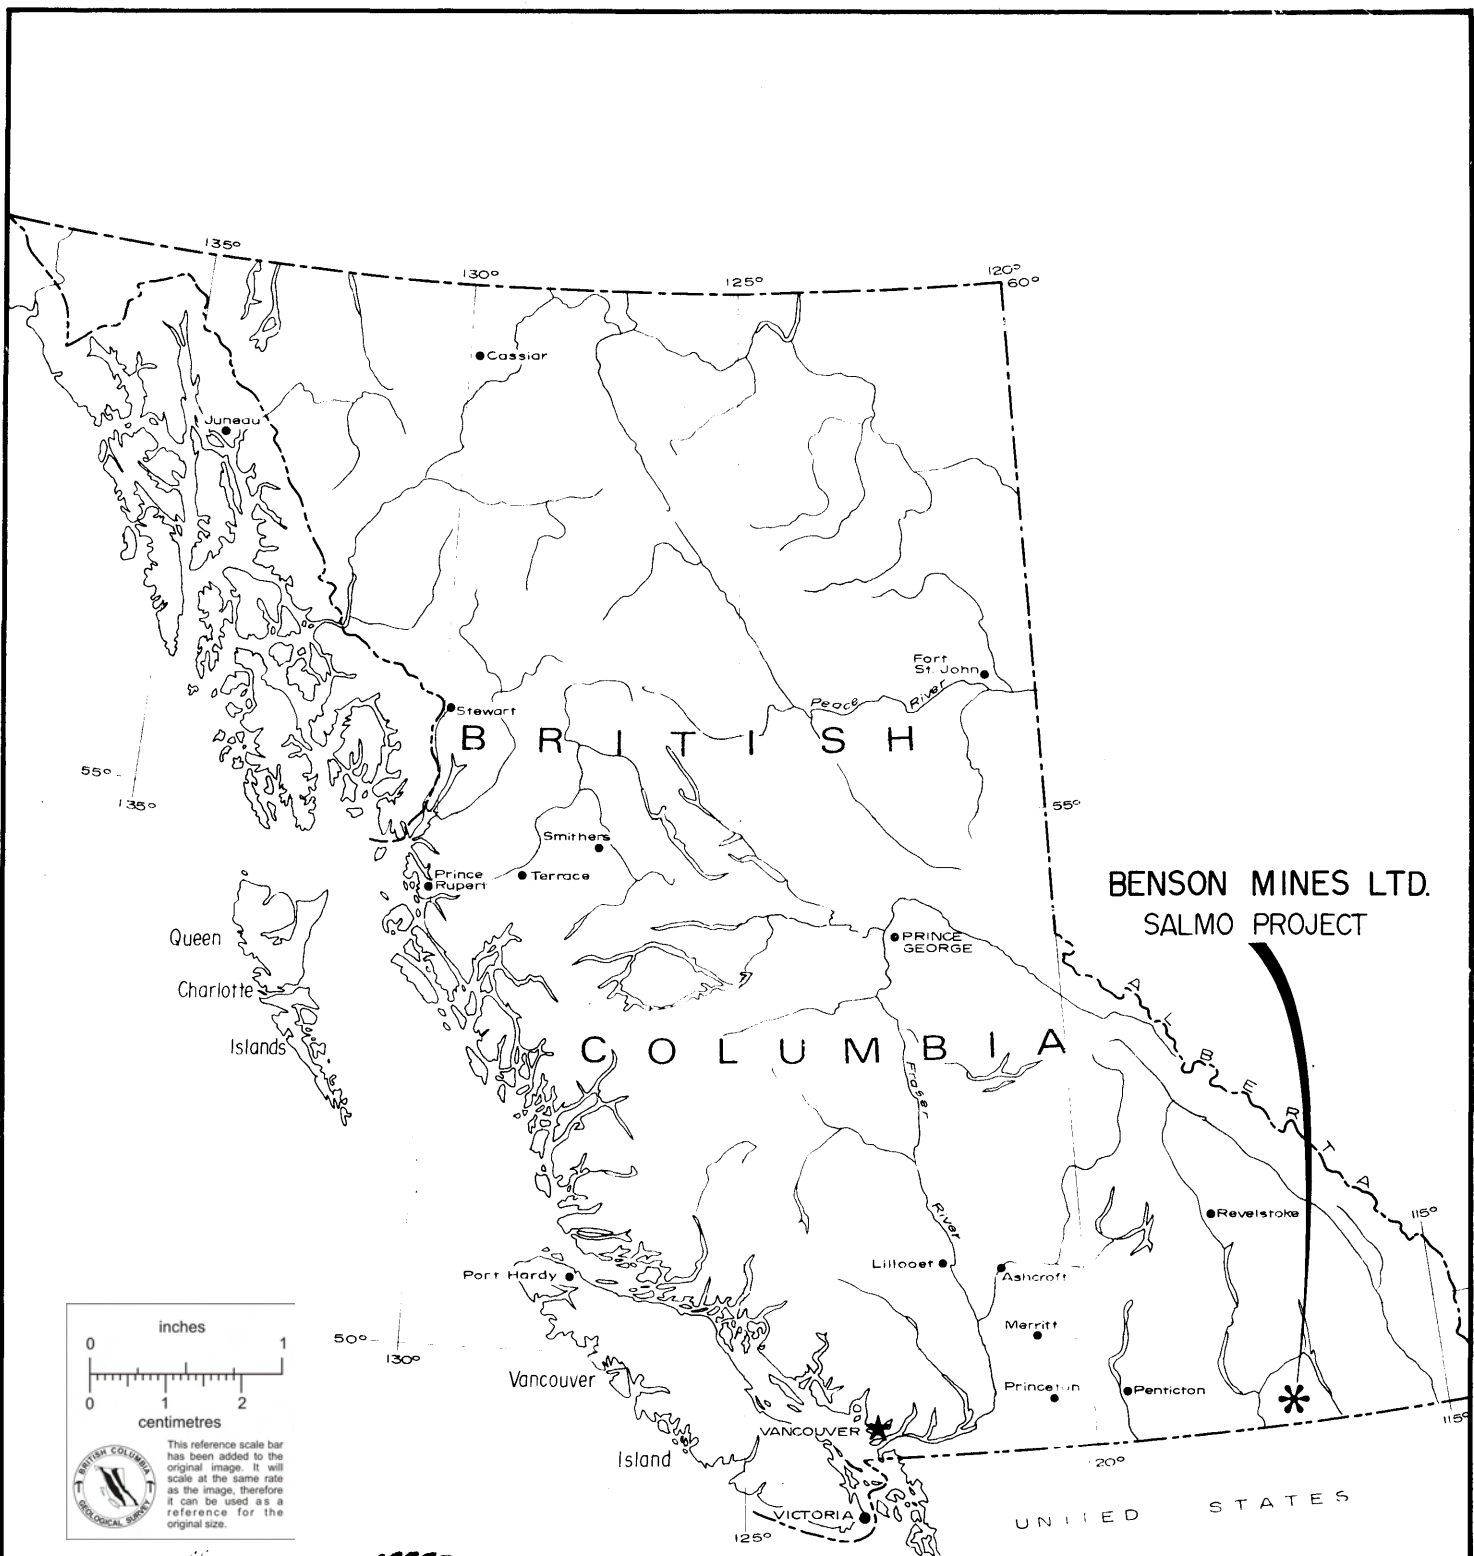 135°
130°
125°
120°
60°
Cassiar
Juneau
Fort
St. John
Peace River
Stewart
BRITISH
55°
135°
55°
Smithers
Prince
Rupert
Terrace
BENSON MINES LTD.
SALMO PROJECT
Queen
Charlotte
Islands
PRINCE
GEORGE
COLUMBIA
ALBERTA
Fraser
River
Revelstoke
115°
Lillooet
Ashcroft
Port Hardy
Merritt
50°
130°
Vancouver
Island
Princeton
Penticton
VANCOUVER
115°
120°
VICTORIA
125°
UNITED STATES
inches
0 1
0 1 2
centimetres
BRITISH COLUMBIA
GEOLOGICAL SURVEY
This reference scale bar
has been added to the
original image. It will
scale at the same rate
as the image, therefore
it can be used as a
reference for the
original size.